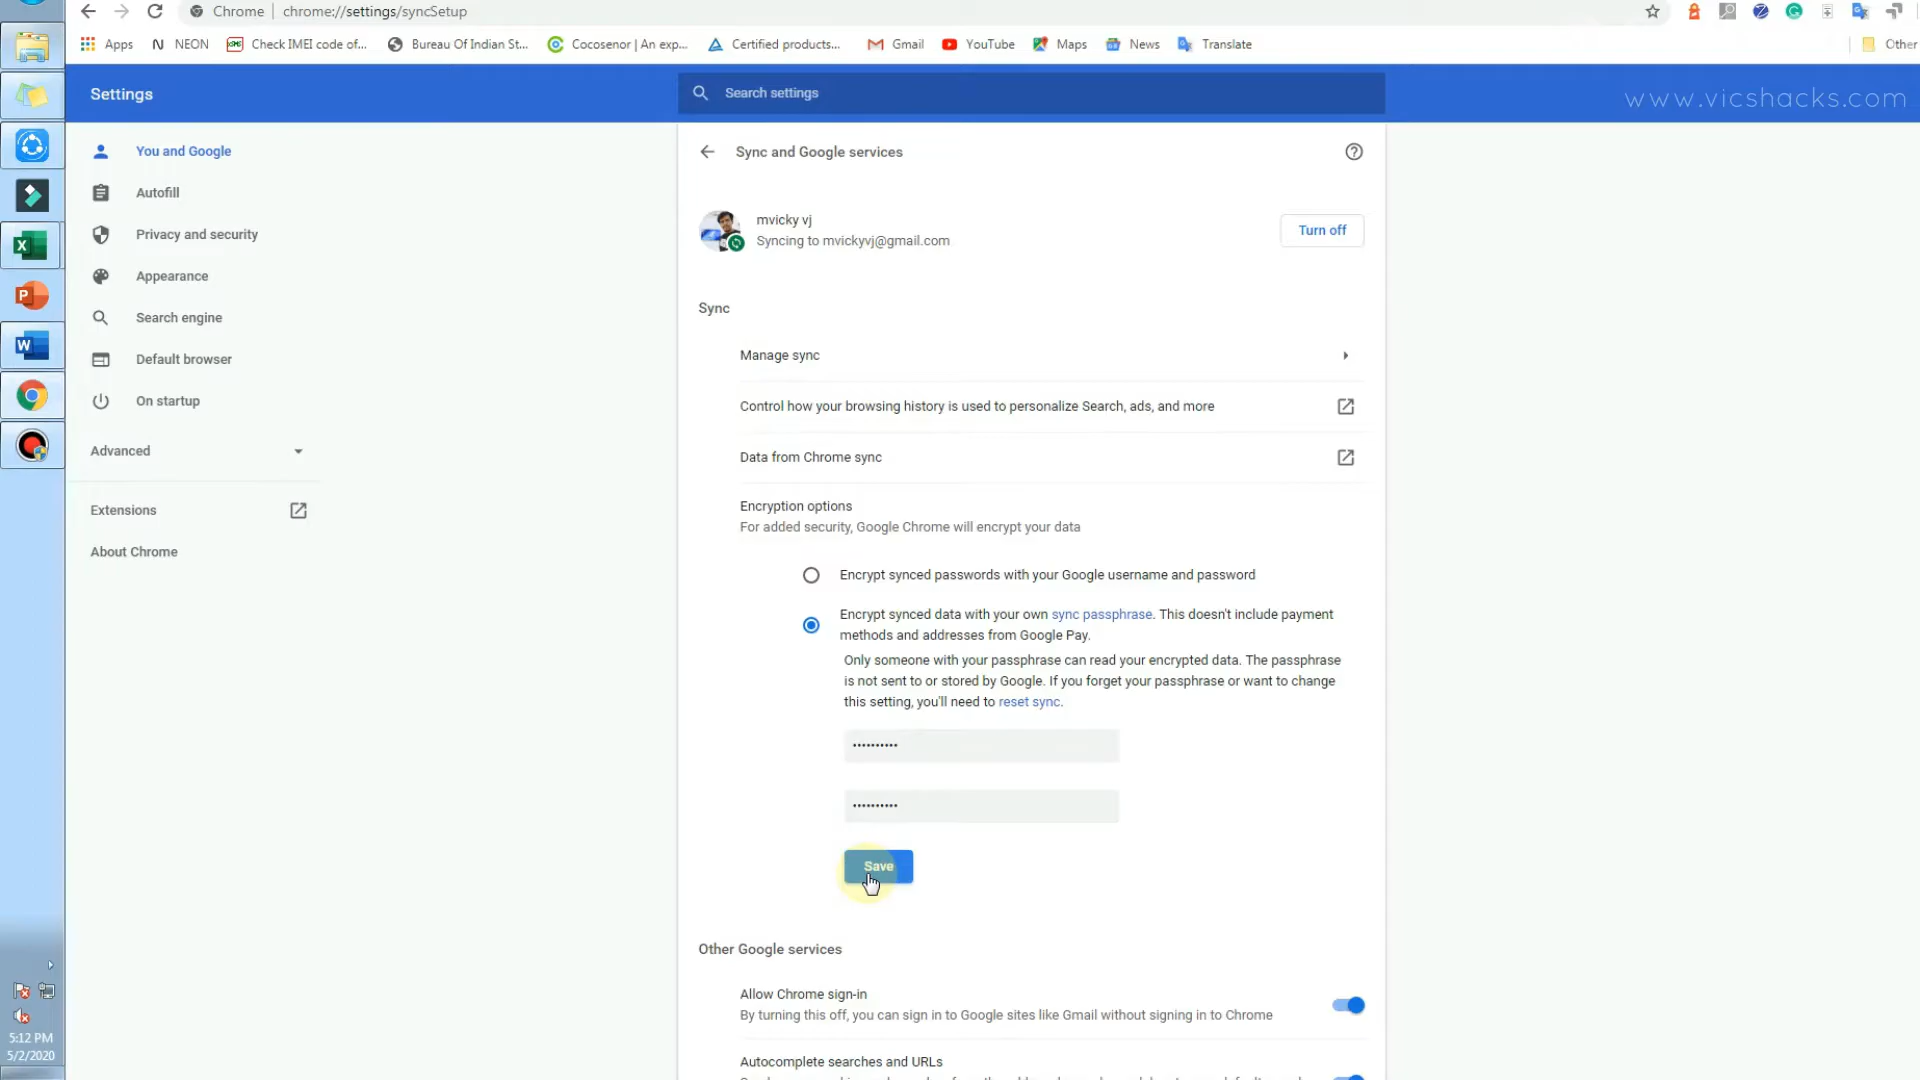 Chrome | chrome://settings/syncSetup
Apps NEON Check IMEI code of... Bureau Of Indian St... Cocosenor | An exp... Certified products... Gmail YouTube Maps News Translate Other
Settings
Search settings
www.vicshacks.com
You and Google
Autofill
Privacy and security
Appearance
Search engine
Default browser
On startup
Advanced
Extensions
About Chrome
Sync and Google services
mvicky vj
Syncing to mvickyvj@gmail.com
Turn off
Sync
Manage sync
Control how your browsing history is used to personalize Search, ads, and more
Data from Chrome sync
Encryption options
For added security, Google Chrome will encrypt your data
Encrypt synced passwords with your Google username and password
Encrypt synced data with your own sync passphrase. This doesn't include payment
methods and addresses from Google Pay.
Only someone with your passphrase can read your encrypted data. The passphrase
is not sent to or stored by Google. If you forget your passphrase or want to change
this setting, you'll need to reset sync.
••••••••••
••••••••••
Save
Other Google services
Allow Chrome sign-in
By turning this off, you can sign in to Google sites like Gmail without signing in to Chrome
Autocomplete searches and URLs
5:12 PM
5/2/2020